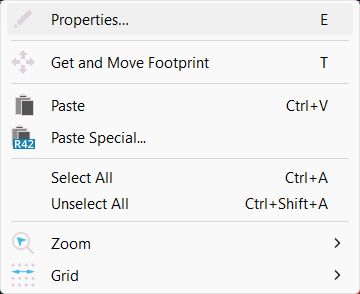 Properties... E
Get and Move Footprint T
Paste Ctrl+V
Paste Special...
R42
Select All Ctrl+A
Unselect All Ctrl+Shift+A
Zoom
Grid